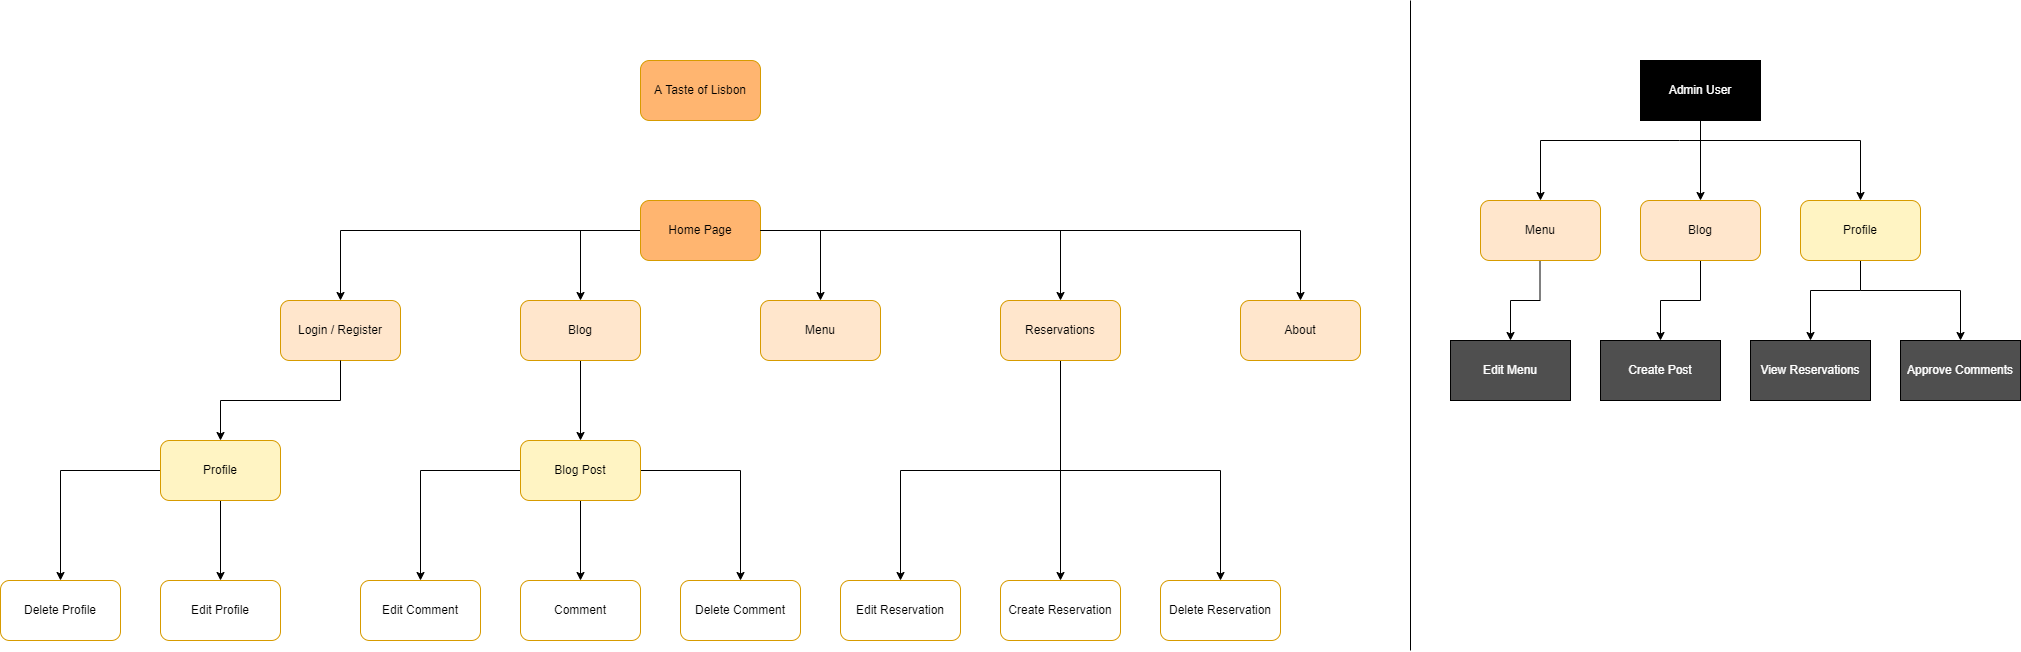 A Taste of Lisbon
Admin User
Home Page
Menu
Blog
Profile
Login / Register
Blog
Menu
Reservations
About
Edit Menu
Create Post
View Reservations
Approve Comments
Profile
Blog Post
Delete Profile
Edit Profile
Edit Comment
Comment
Delete Comment
Edit Reservation
Create Reservation
Delete Reservation